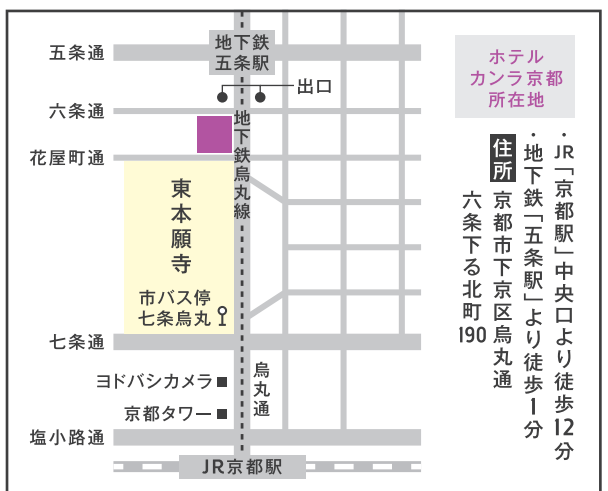 地下鉄
五条駅
五条通
出口
六条通
地下鉄烏丸線
花屋町通
東本願寺
市バス停
七条烏丸
七条通
ヨドバシカメラ
烏丸通
京都タワー
塩小路通
JR京都駅
ホテル
カンラ京都
所在地
・JR「京都駅」中央口より徒歩12分
・地下鉄「五条駅」より徒歩1分
住所 京都市下京区烏丸通
六条下る北町190